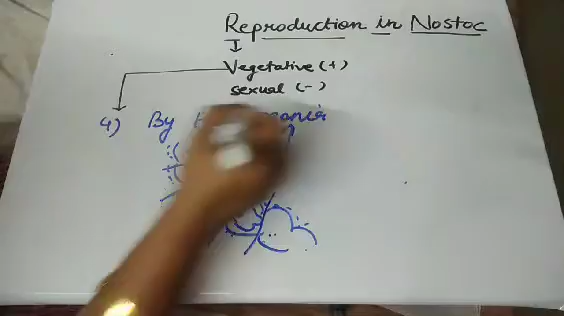 Reproduction in Nostoc
Vegetative (+)
sexual (-)
4) By